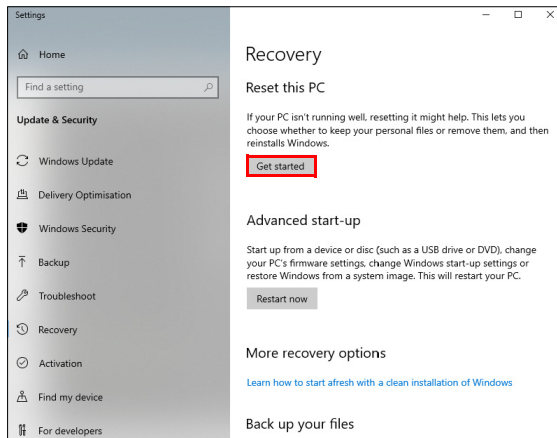 Settings
Home
Find a setting
Update & Security
Windows Update
Delivery Optimisation
Windows Security
Backup
Troubleshoot
Recovery
Activation
Find my device
For developers
Recovery
Reset this PC
If your PC isn't running well, resetting it might help. This lets you
choose whether to keep your personal files or remove them, and then
reinstalls Windows.
Get started
Advanced start-up
Start up from a device or disc (such as a USB drive or DVD), change
your PC's firmware settings, change Windows start-up settings or
restore Windows from a system image. This will restart your PC.
Restart now
More recovery options
Learn how to start afresh with a clean installation of Windows
Back up your files